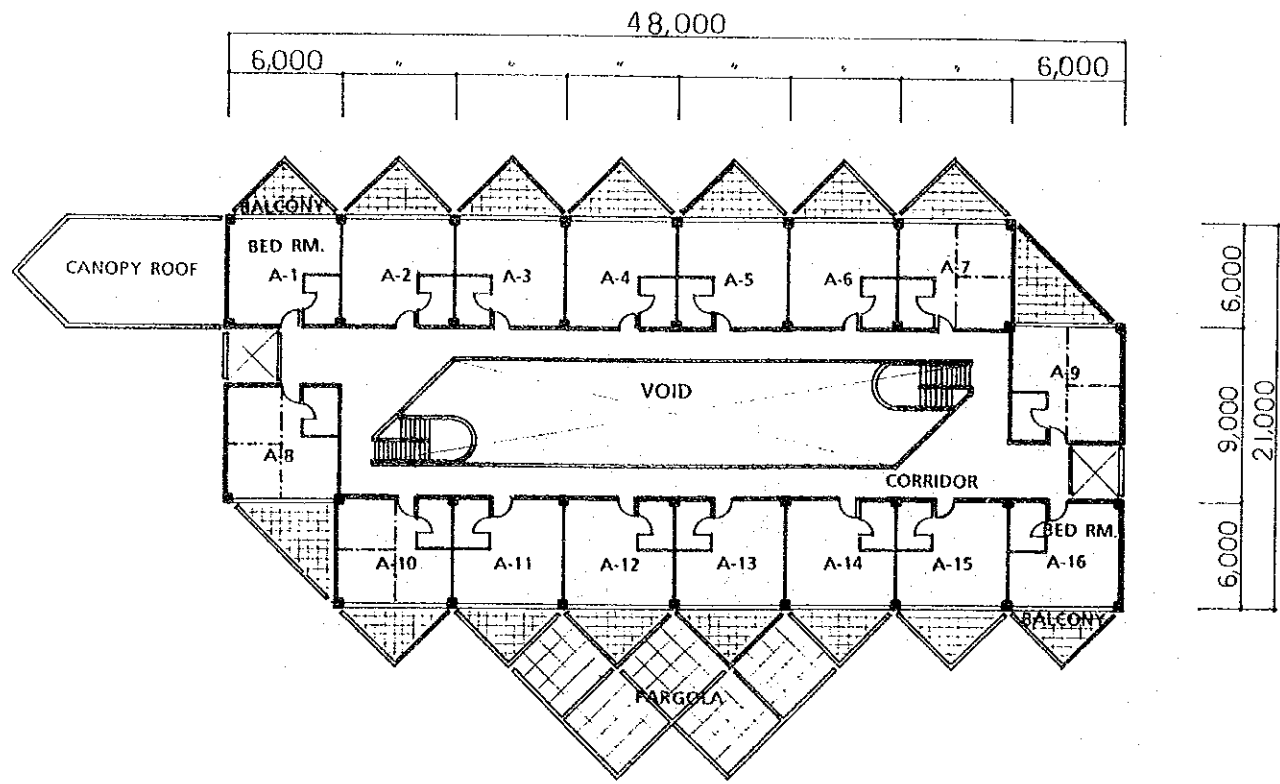 48,000
6,000 " " " " " " 6,000
BALCONY
BED RM.
CANOPY ROOF
A-1 A-2 A-3 A-4 A-5 A-6 A-7
6,000
A-9
VOID
9,000
21,000
A-8
CORRIDOR
BED RM.
A-10 A-11 A-12 A-13 A-14 A-15 A-16
6,000
BALCONY
PARGOLA